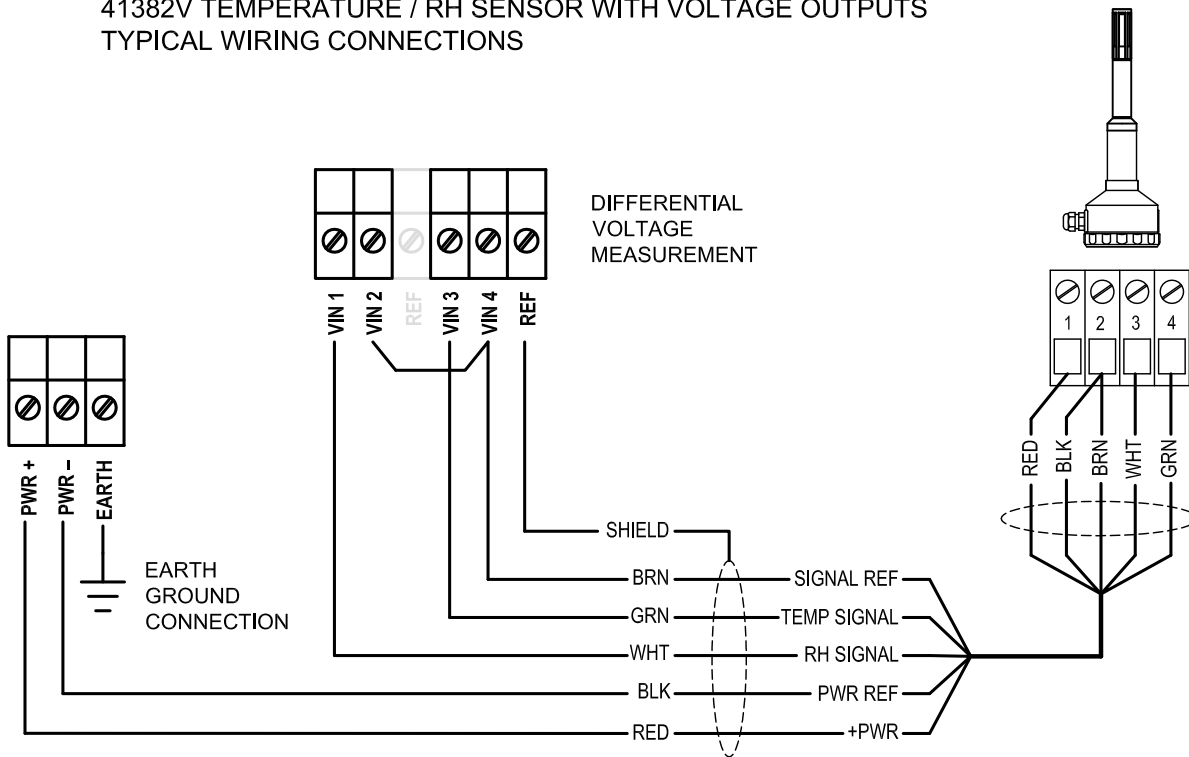 41382V TEMPERATURE / RH SENSOR WITH VOLTAGE OUTPUTS
TYPICAL WIRING CONNECTIONS
DIFFERENTIAL
VOLTAGE
MEASUREMENT
VIN 1
VIN 2
REF
VIN 3
VIN 4
REF
1
2
3
4
RED
BLK
BRN
WHT
GRN
PWR +
PWR –
EARTH
EARTH
GROUND
CONNECTION
SHIELD
BRN SIGNAL REF
GRN TEMP SIGNAL
WHT RH SIGNAL
BLK PWR REF
RED +PWR